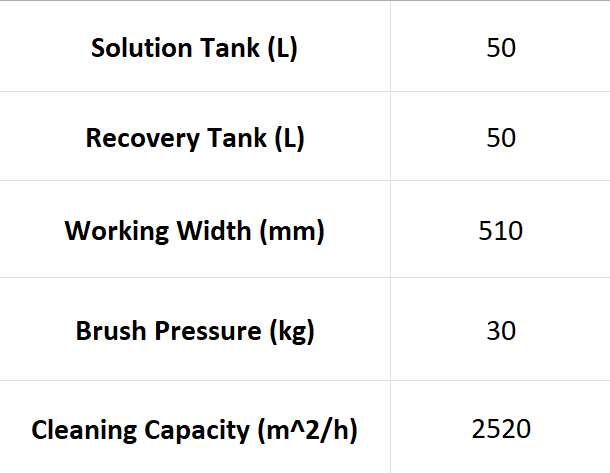 Solution Tank (L) 50
Recovery Tank (L) 50
Working Width (mm) 510
Brush Pressure (kg) 30
Cleaning Capacity (m^2/h) 2520